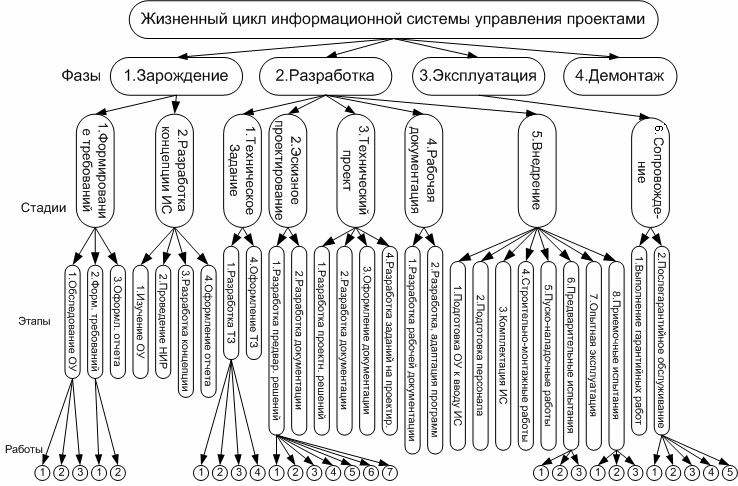 Жизненный цикл информационной системы управления проектами
Фазы
1.Зарождение
2.Разработка
3.Эксплуатация
4.Демонтаж
Стадии
1.Формировани
е требований
2.Разработка
концепции ИС
1.Техническое
Задание
2.Эскизное
проектирование
3.Технический
проект
4.Рабочая
документация
5.Внедрение
6. Сопровожде-
ние
Этапы
1.Обследование ОУ
2.Форм. требований
3.Оформл. отчета
1.Изучение ОУ
2.Проведение НИР
3.Разработка концепции
4.Оформление отчета
1.Разработка ТЗ
4.Оформление ТЗ
1.Разработка предвар. решений
2.Разработка документации
1.Разработка проектн. решений
2.Разработка документации
3.Оформление документации
4.Разработка заданий на проектир.
1.Разработка рабочей документации
2.Разработка, адаптация программ
1.Подготовка ОУ к вводу ИС
2.Подготовка персонала
3.Комплектация ИС
4.Строительно-монтажные работы
5.Пуско-наладочные работы
6.Предварительные испытания
7.Опытная эксплуатация
8.Приемочные испытания
1.Выполнение гарантийных работ
2.Послегарантийное обслуживание
Работы
1 2 3 1 2 1 2 3 4 1 2 3 4 5 6 7 1 2 3 1 2 3 1 2 3 4 5